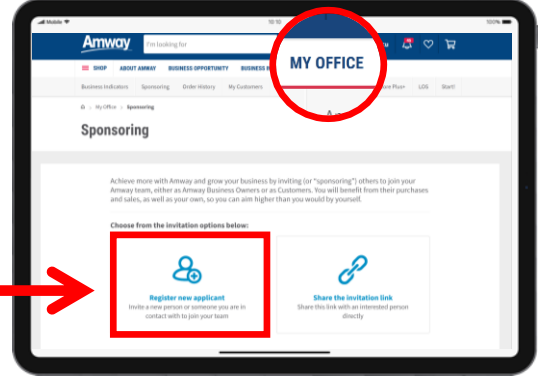 Mobile
10:10
100%
Amway
I'm looking for
MY OFFICE
SHOP ABOUT AMWAY BUSINESS OPPORTUNITY BUSINESS
Business Indicators Sponsoring Order History My Customers Plus+ LOS Start!
My Office Sponsoring
Sponsoring
Achieve more with Amway and grow your business by inviting (or "sponsoring") others to join your
Amway team, either as Amway Business Owners or as Customers. You will benefit from their purchases
and sales, as well as your own, so you can aim higher than you would by yourself.
Choose from the invitation options below:
Register new applicant
Invite a new person or someone you are in
contact with to join your team
Share the invitation link
Share this link with an interested person
directly